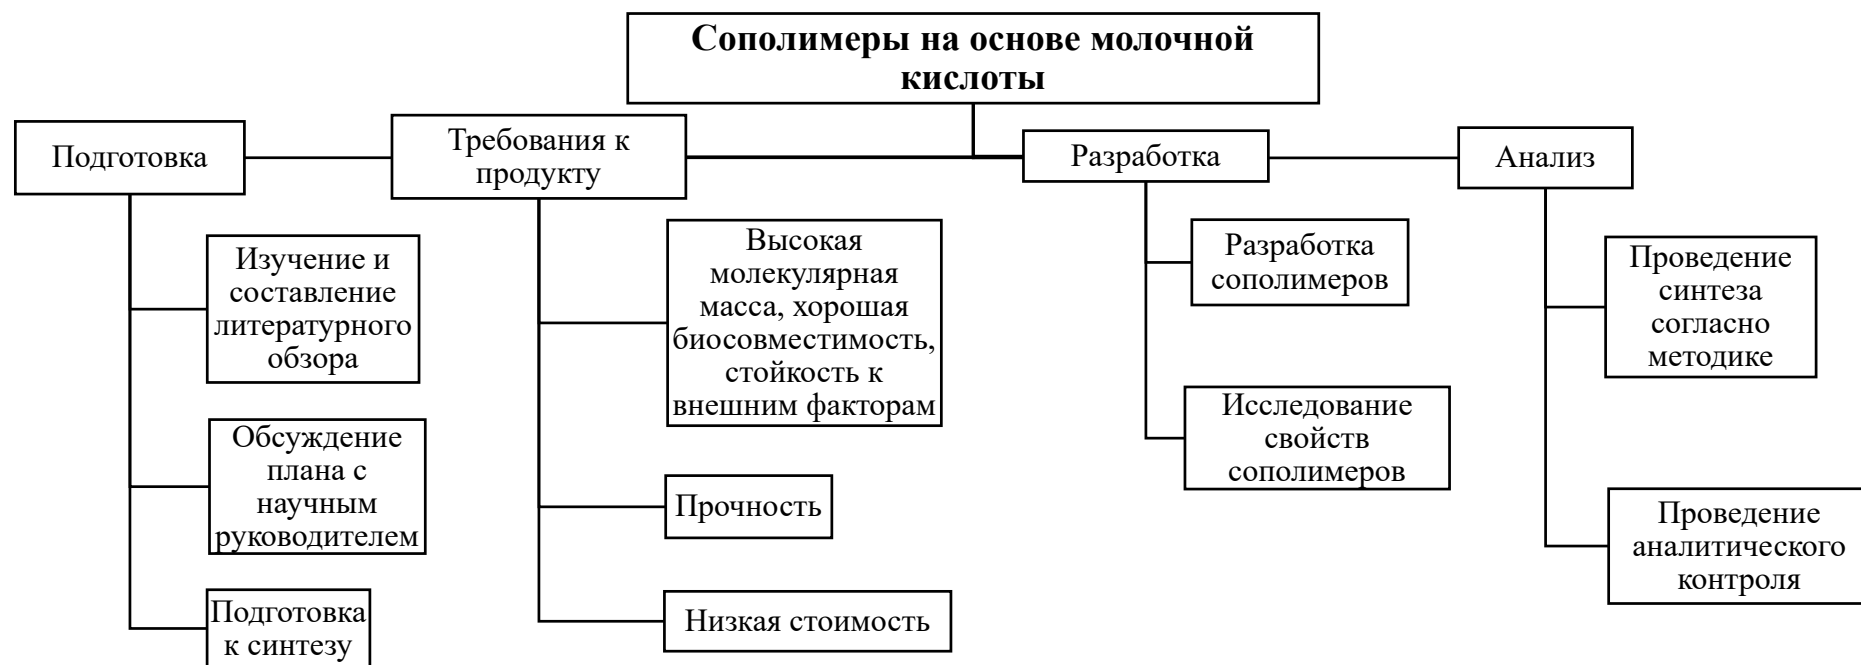 Сополимеры на основе молочной
кислоты
Подготовка
Требования к
продукту
Разработка
Анализ
Изучение и
составление
литературного
обзора
Обсуждение
плана с
научным
руководителем
Подготовка
к синтезу
Высокая
молекулярная
масса, хорошая
биосовместимость,
стойкость к
внешним факторам
Прочность
Низкая стоимость
Разработка
сополимеров
Исследование
свойств
сополимеров
Проведение
синтеза
согласно
методике
Проведение
аналитического
контроля